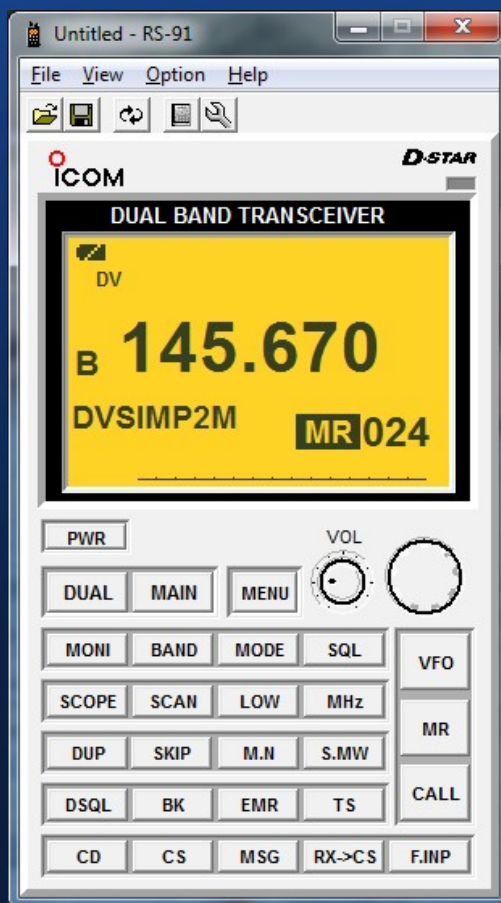 Untitled - RS-91
File View Option Help
ICOM
D-STAR
DUAL BAND TRANSCEIVER
DV
B 145.670
DVSIMP2M MR 024
PWR
VOL
DUAL MAIN MENU
MONI BAND MODE SQL
VFO
SCOPE SCAN LOW MHz
MR
DUP SKIP M.N S.MW
CALL
DSQL BK EMR TS
CD CS MSG RX->CS F.INP